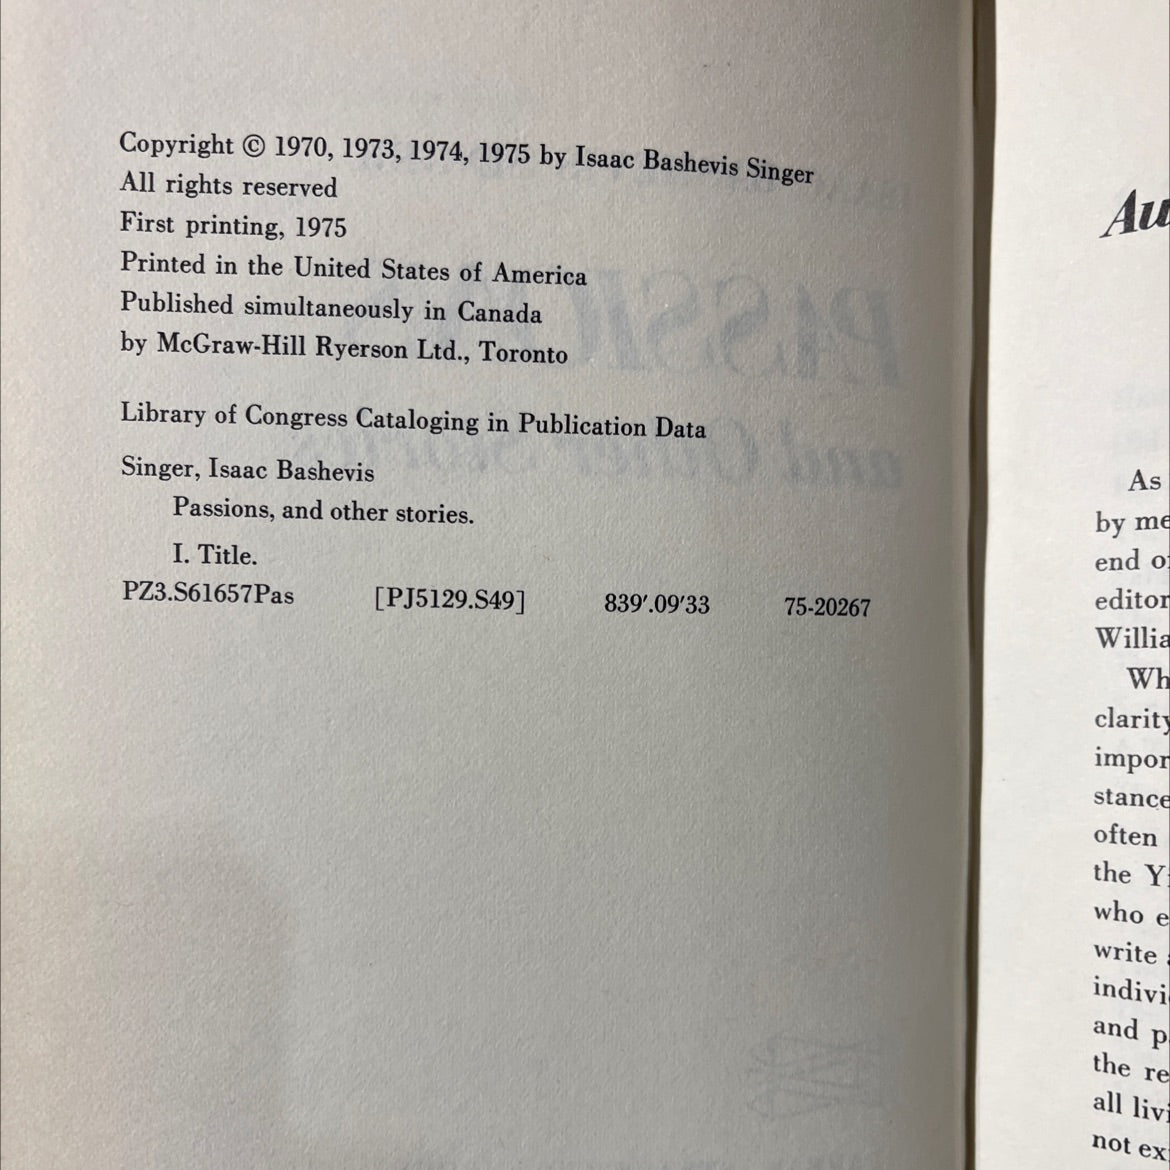 Copyright © 1970, 1973, 1974, 1975 by Isaac Bashevis Singer
All rights reserved
First printing, 1975
Printed in the United States of America
Published simultaneously in Canada
by McGraw-Hill Ryerson Ltd., Toronto
Library of Congress Cataloging in Publication Data
Singer, Isaac Bashevis
Passions, and other stories.
I. Title.
PZ3.S61657Pas [PJ5129.S49] 839′.09′33 75-20267
Au
As
by me
end o
editor
Willia
Wh
clarity
impor
stance
often
the Y
who e
write
indivi
and p
the re
all livi
not ex